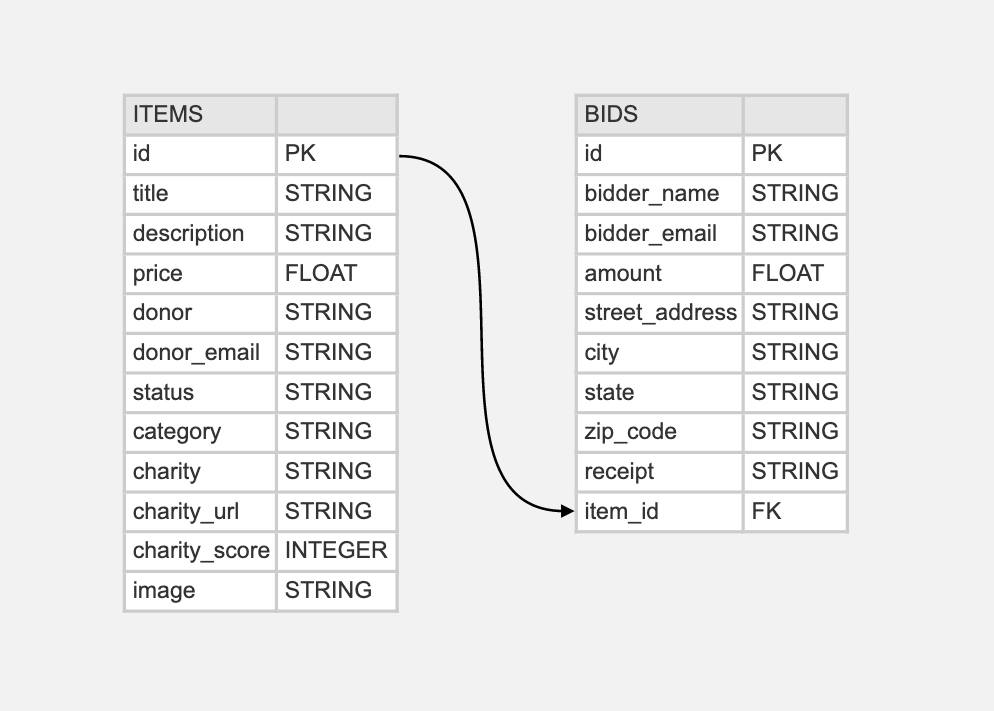 ITEMS
id PK
title STRING
description STRING
price FLOAT
donor STRING
donor_email STRING
status STRING
category STRING
charity STRING
charity_url STRING
charity_score INTEGER
image STRING
BIDS
id PK
bidder_name STRING
bidder_email STRING
amount FLOAT
street_address STRING
city STRING
state STRING
zip_code STRING
receipt STRING
item_id FK